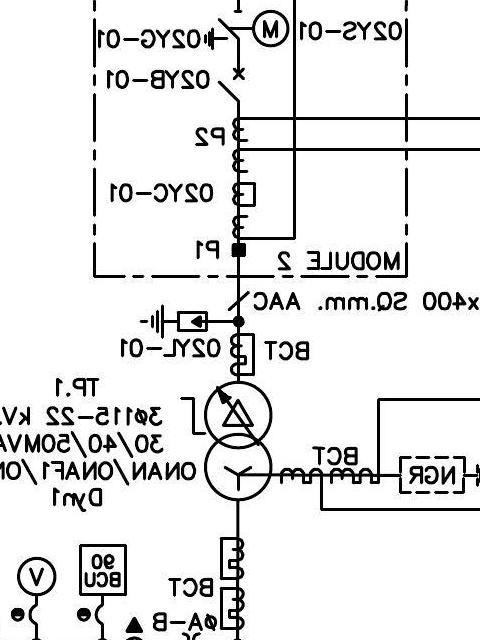 02YG-01
M
02YS-01
02YB-01
P2
02YC-01
P1
MODULE 2
x400 SQ.mm. AAC
02YL-01
BCT
TP.1
3ø115-22 kV.
30/40/50MVA
ONAN/ONAF1/ON
Dyn1
BCT
NGR
V
90
BCU
BCT
øA-B